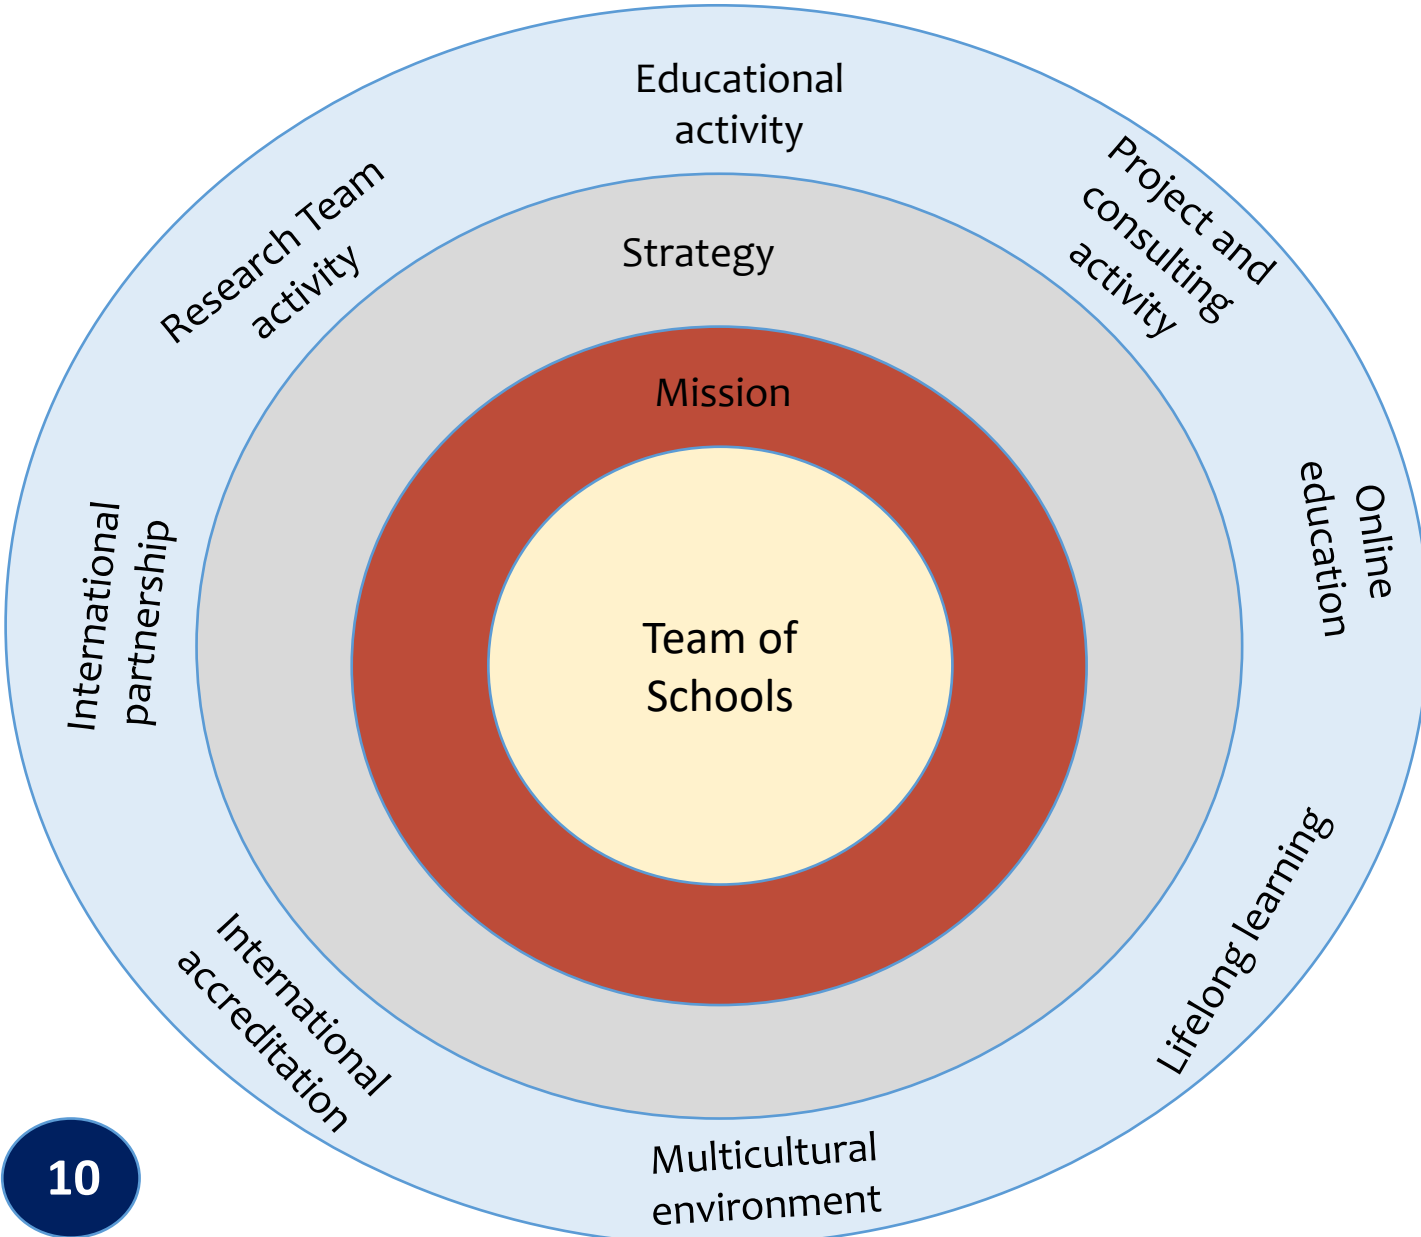 Educational
activity
Project and
consulting
activity
Online
education
Lifelong learning
Multicultural
environment
International
accreditation
International
partnership
Research Team
activity
Strategy
Mission
Team of
Schools
10